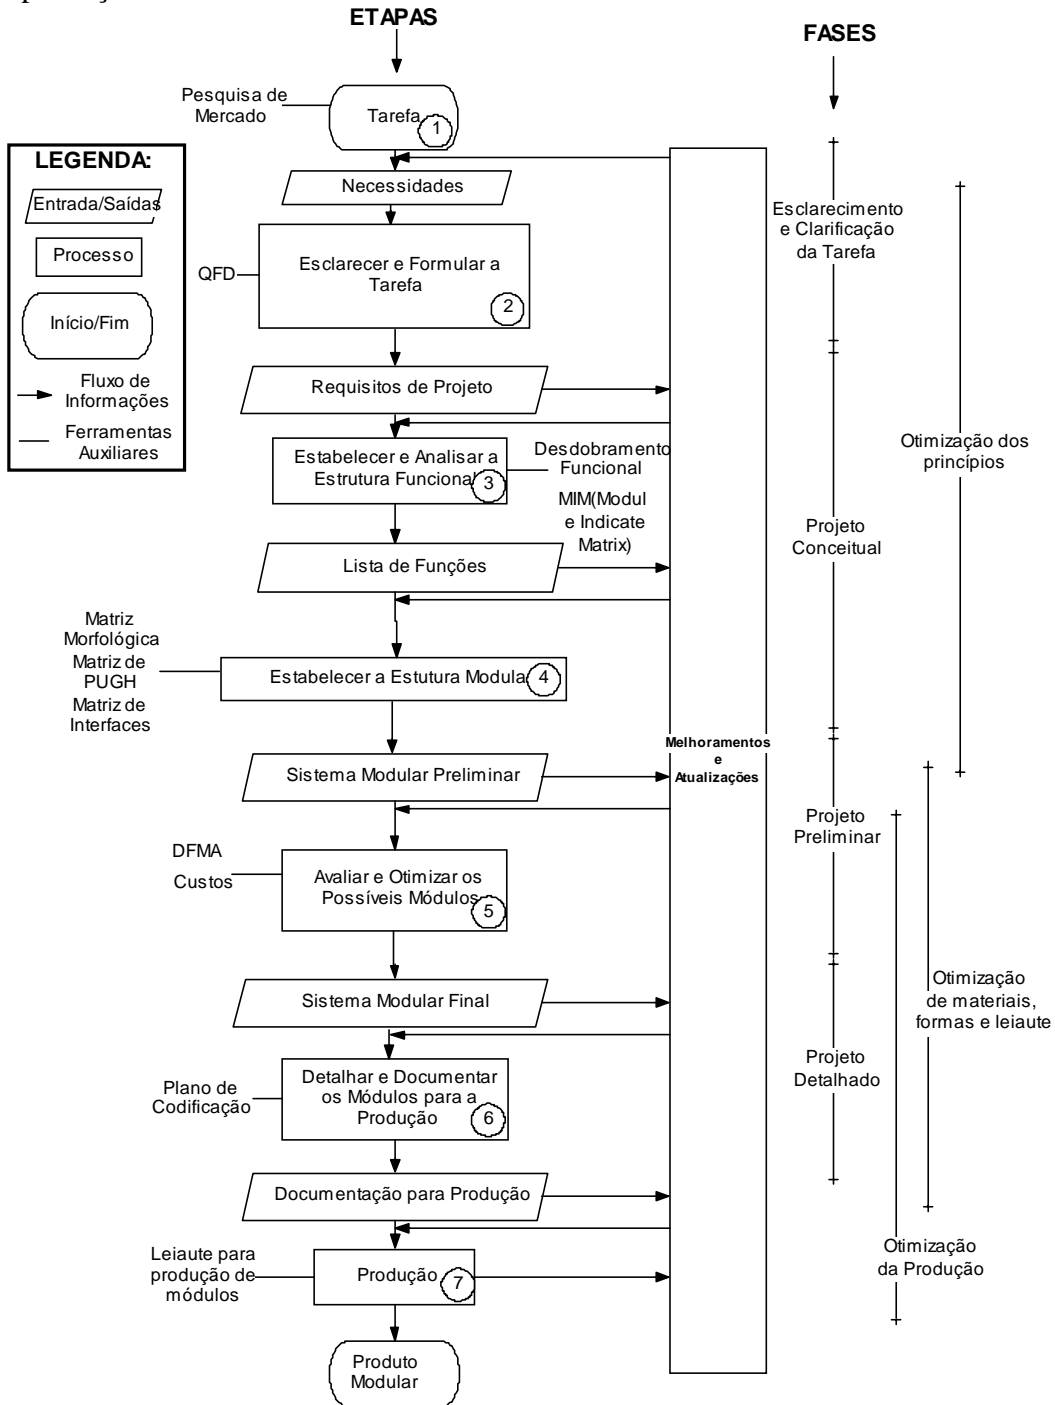 ETAPAS
FASES
Pesquisa de
Mercado
Tarefa
1
LEGENDA:
Entrada/Saídas
Processo
Início/Fim
Fluxo de
Informações
Ferramentas
Auxiliares
Necessidades
QFD
Esclarecer e Formular a
Tarefa
2
Requisitos de Projeto
Estabelecer e Analisar a
Estrutura Funcional
3
Desdobramento
Funcional
MIM(Modul
e Indicate
Matrix)
Lista de Funções
Matriz
Morfológica
Matriz de
PUGH
Matriz de
Interfaces
Estabelecer a Estutura Modula
4
Sistema Modular Preliminar
DFMA
Custos
Avaliar e Otimizar os
Possíveis Módulos
5
Sistema Modular Final
Plano de
Codificação
Detalhar e Documentar
os Módulos para a
Produção
6
Documentação para Produção
Leiaute para
produção de
módulos
Produção
7
Produto
Modular
Melhoramentos
e
Atualizações
Esclarecimento
e Clarificação
da Tarefa
Projeto
Conceitual
Projeto
Preliminar
Projeto
Detalhado
Otimização dos
princípios
Otimização
de materiais,
formas e leiaute
Otimização
da Produção